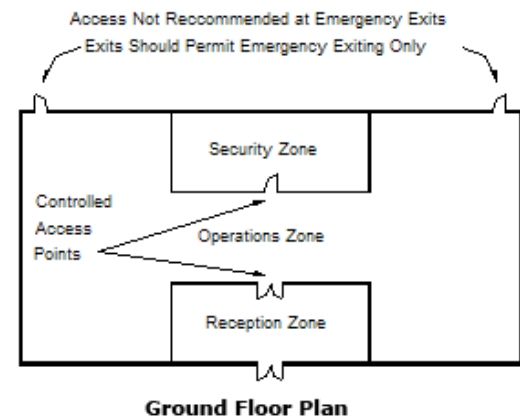 Access Not Reccommended at Emergency Exits
Exits Should Permit Emergency Exiting Only
Security Zone
Controlled
Access
Points
Operations Zone
Reception Zone
Ground Floor Plan